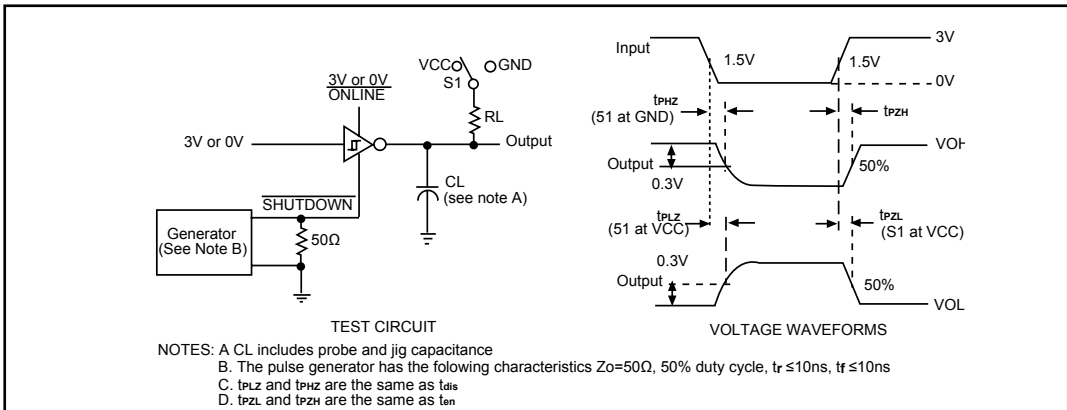 3V or 0V
ONLINE
VCC
GND
S1
RL
3V or 0V
Output
CL
(see note A)
SHUTDOWN
Generator
(See Note B)
50Ω
TEST CIRCUIT
Input
3V
1.5V
1.5V
0V
tPHZ
(51 at GND)
tPZH
VOH
Output
50%
0.3V
tPLZ
(51 at VCC)
tPZL
(S1 at VCC)
0.3V
Output
50%
VOL
VOLTAGE WAVEFORMS
NOTES: A CL includes probe and jig capacitance
B. The pulse generator has the folowing characteristics Zo=50Ω, 50% duty cycle, tr ≤10ns, tf ≤10ns
C. tPLZ and tPHZ are the same as tdis
D. tPZL and tPZH are the same as ten